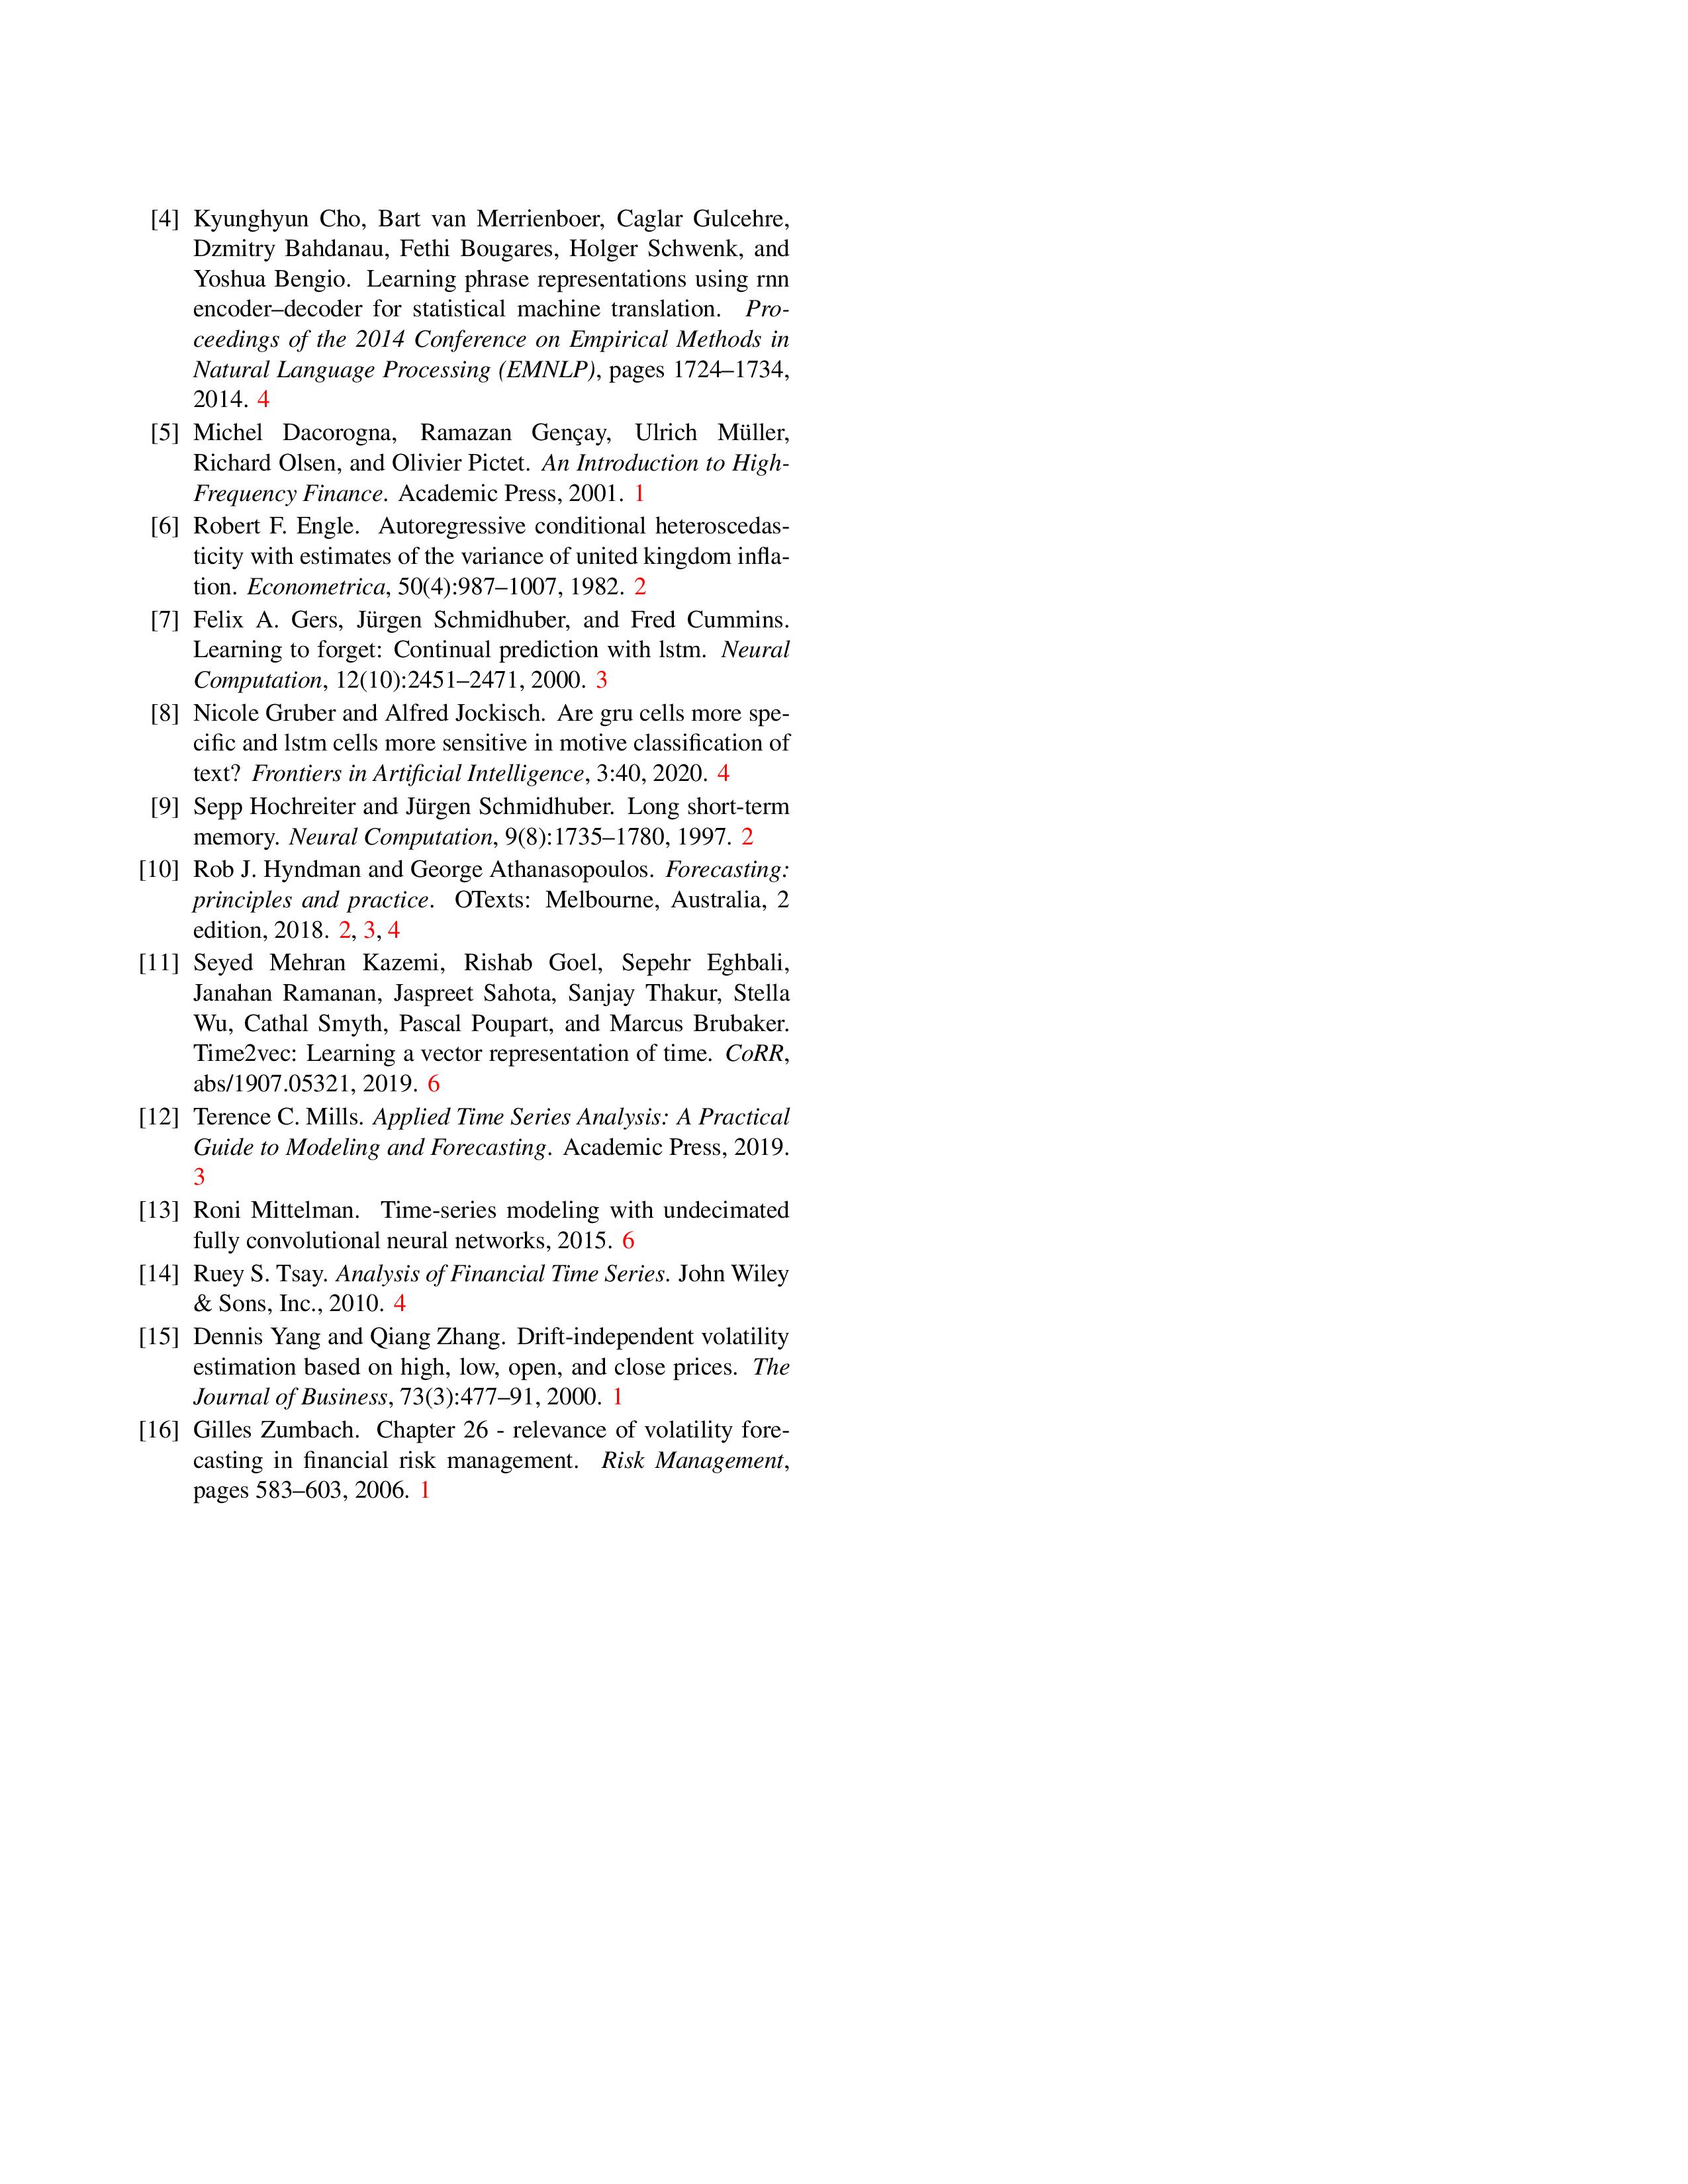 [4] Kyunghyun Cho, Bart van Merrienboer, Caglar Gulcehre,
Dzmitry Bahdanau, Fethi Bougares, Holger Schwenk, and
Yoshua Bengio. Learning phrase representations using rnn
encoder–decoder for statistical machine translation. Pro-
ceedings of the 2014 Conference on Empirical Methods in
Natural Language Processing (EMNLP), pages 1724–1734,
2014. 4
[5] Michel Dacorogna, Ramazan Gençay, Ulrich Müller,
Richard Olsen, and Olivier Pictet. An Introduction to High-
Frequency Finance. Academic Press, 2001. 1
[6] Robert F. Engle. Autoregressive conditional heteroscedas-
ticity with estimates of the variance of united kingdom infla-
tion. Econometrica, 50(4):987–1007, 1982. 2
[7] Felix A. Gers, Jürgen Schmidhuber, and Fred Cummins.
Learning to forget: Continual prediction with lstm. Neural
Computation, 12(10):2451–2471, 2000. 3
[8] Nicole Gruber and Alfred Jockisch. Are gru cells more spe-
cific and lstm cells more sensitive in motive classification of
text? Frontiers in Artificial Intelligence, 3:40, 2020. 4
[9] Sepp Hochreiter and Jürgen Schmidhuber. Long short-term
memory. Neural Computation, 9(8):1735–1780, 1997. 2
[10] Rob J. Hyndman and George Athanasopoulos. Forecasting:
principles and practice. OTexts: Melbourne, Australia, 2
edition, 2018. 2, 3, 4
[11] Seyed Mehran Kazemi, Rishab Goel, Sepehr Eghbali,
Janahan Ramanan, Jaspreet Sahota, Sanjay Thakur, Stella
Wu, Cathal Smyth, Pascal Poupart, and Marcus Brubaker.
Time2vec: Learning a vector representation of time. CoRR,
abs/1907.05321, 2019. 6
[12] Terence C. Mills. Applied Time Series Analysis: A Practical
Guide to Modeling and Forecasting. Academic Press, 2019.
3
[13] Roni Mittelman. Time-series modeling with undecimated
fully convolutional neural networks, 2015. 6
[14] Ruey S. Tsay. Analysis of Financial Time Series. John Wiley
& Sons, Inc., 2010. 4
[15] Dennis Yang and Qiang Zhang. Drift-independent volatility
estimation based on high, low, open, and close prices. The
Journal of Business, 73(3):477–91, 2000. 1
[16] Gilles Zumbach. Chapter 26 - relevance of volatility fore-
casting in financial risk management. Risk Management,
pages 583–603, 2006. 1